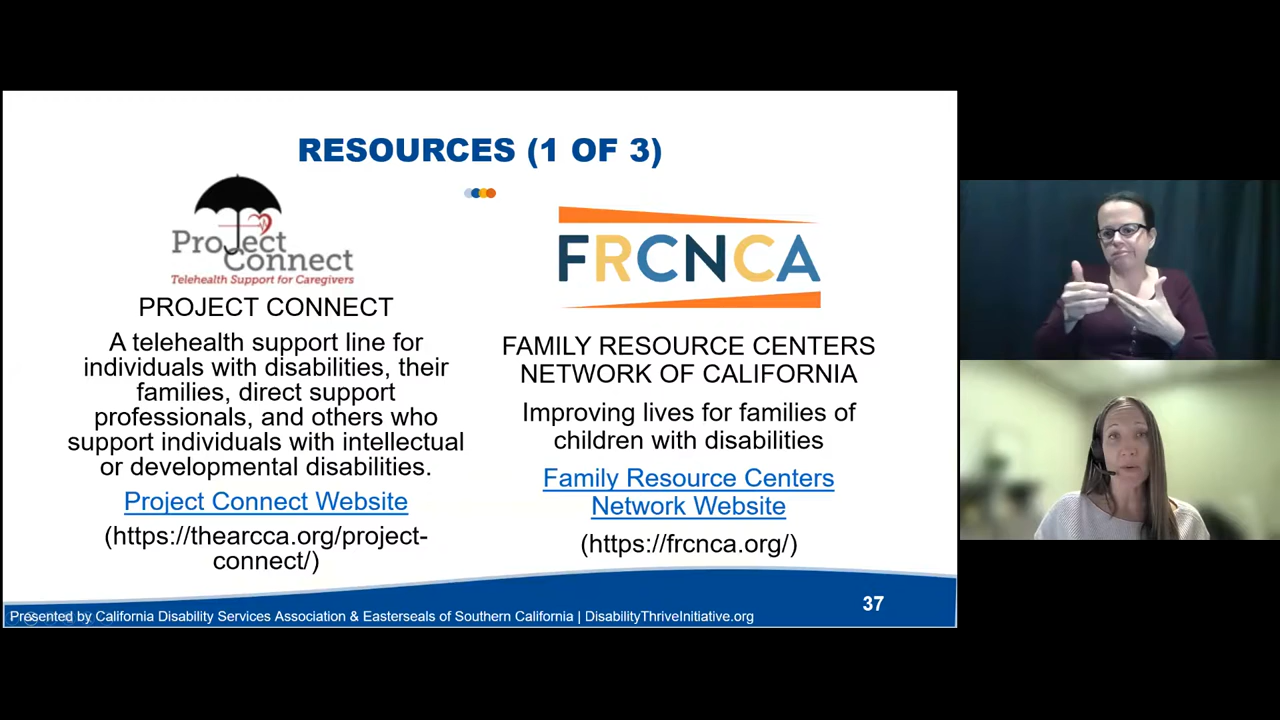 RESOURCES (1 OF 3)
Project
Connect
Telehealth Support for Caregivers
PROJECT CONNECT
A telehealth support line for
individuals with disabilities, their
families, direct support
professionals, and others who
support individuals with intellectual
or developmental disabilities.
Project Connect Website
(https://thearcca.org/project-
connect/)
FRCNCA
FAMILY RESOURCE CENTERS
NETWORK OF CALIFORNIA
Improving lives for families of
children with disabilities
Family Resource Centers
Network Website
(https://frcnca.org/)
Presented by California Disability Services Association & Easterseals of Southern California | DisabilityThriveInitiative.org
37